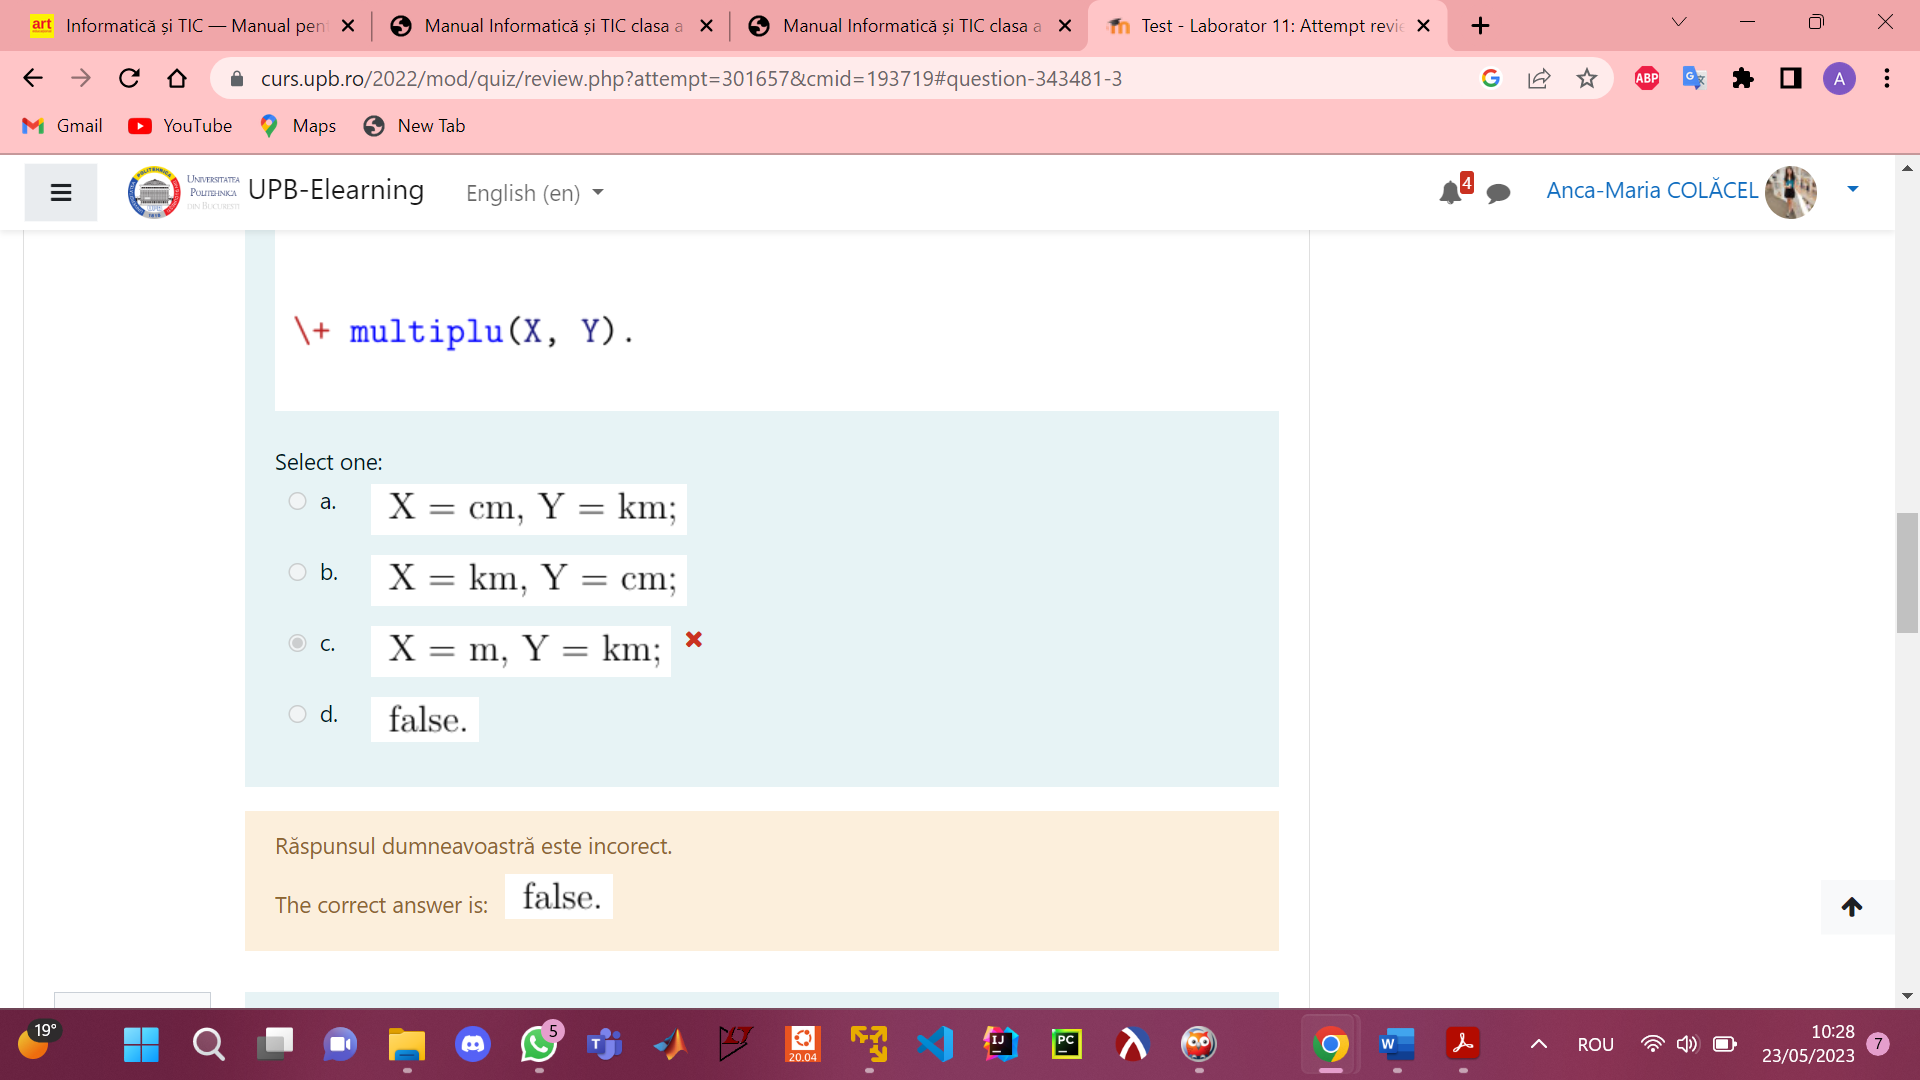 art Informatică și TIC — Manual pen
Manual Informatică și TIC clasa a
Manual Informatică și TIC clasa a
Test - Laborator 11: Attempt revie
curs.upb.ro/2022/mod/quiz/review.php?attempt=301657&cmid=193719#question-343481-3
ABP
A
Gmail
YouTube
Maps
New Tab
UNIVERSITATEA
POLITEHNICA
DIN BUCUREȘTI
UPB-Elearning
English (en)
4
Anca-Maria COLĂCEL
\+ multiplu(X, Y).
Select one:
a. X = cm, Y = km;
b. X = km, Y = cm;
c. X = m, Y = km;
d. false.
Răspunsul dumneavoastră este incorect.
The correct answer is: false.
19°
5
20.04
IJ
PC
W
ROU
10:28
23/05/2023
7